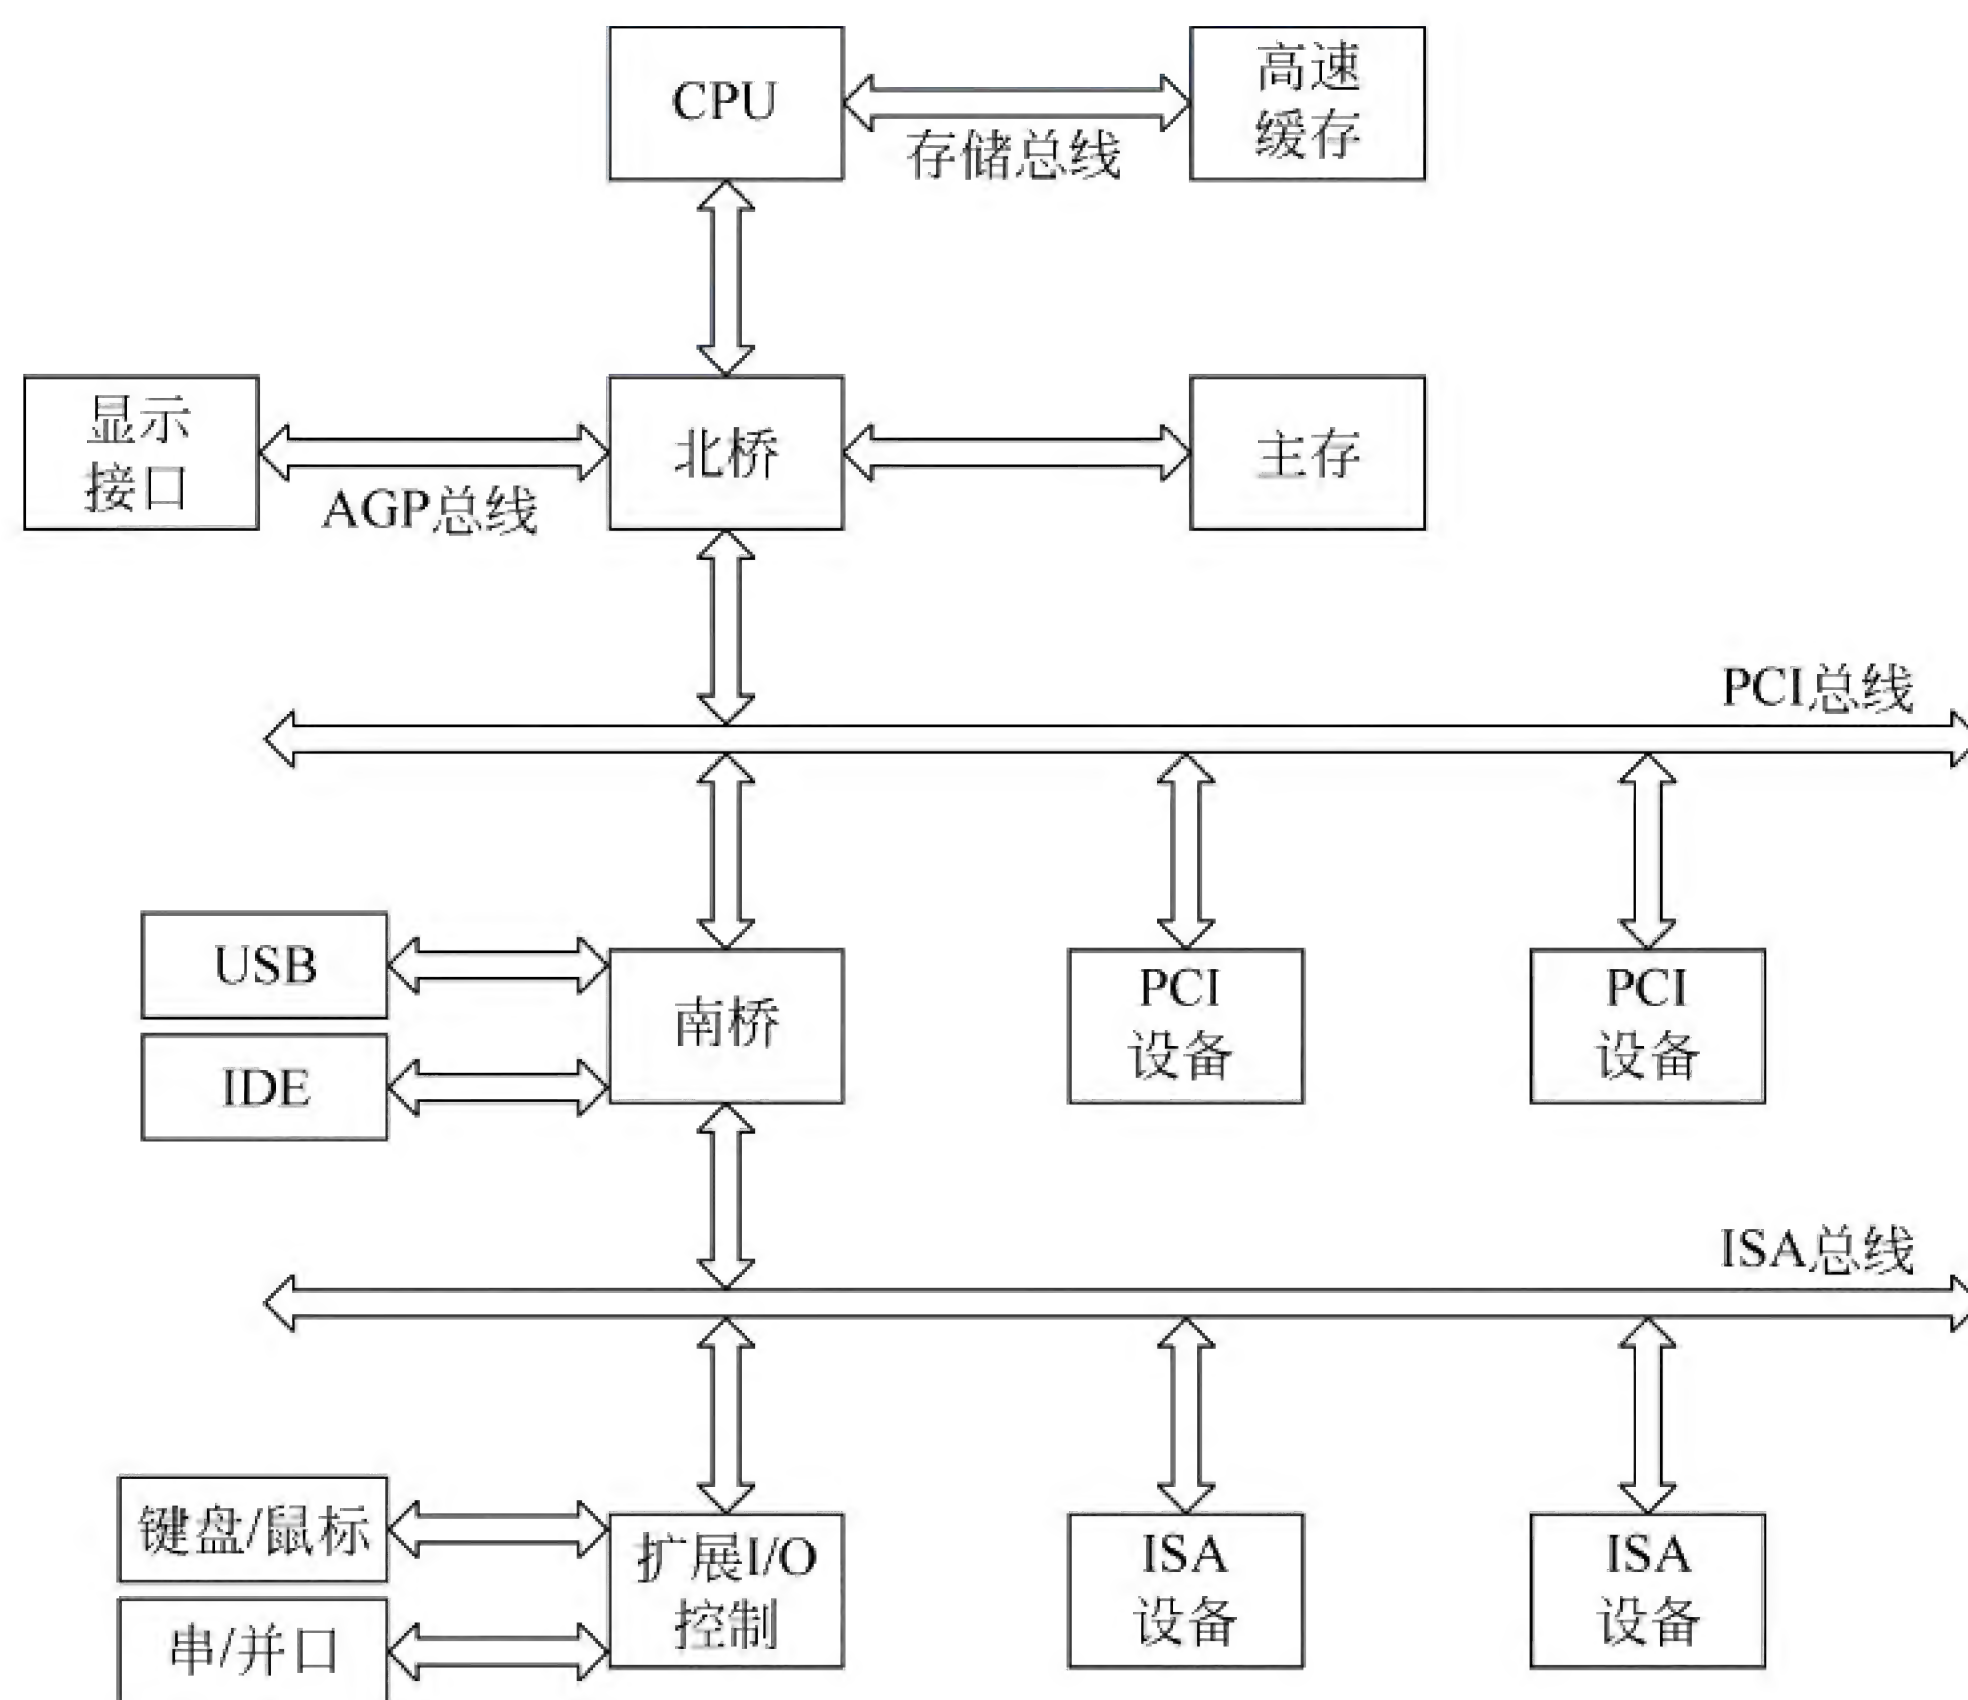 CPU
高速
缓存
存储总线
显示
接口
AGP总线
北桥
主存
PCI总线
USB
IDE
南桥
PCI
设备
PCI
设备
ISA总线
键盘/鼠标
串/并口
扩展I/O
控制
ISA
设备
ISA
设备